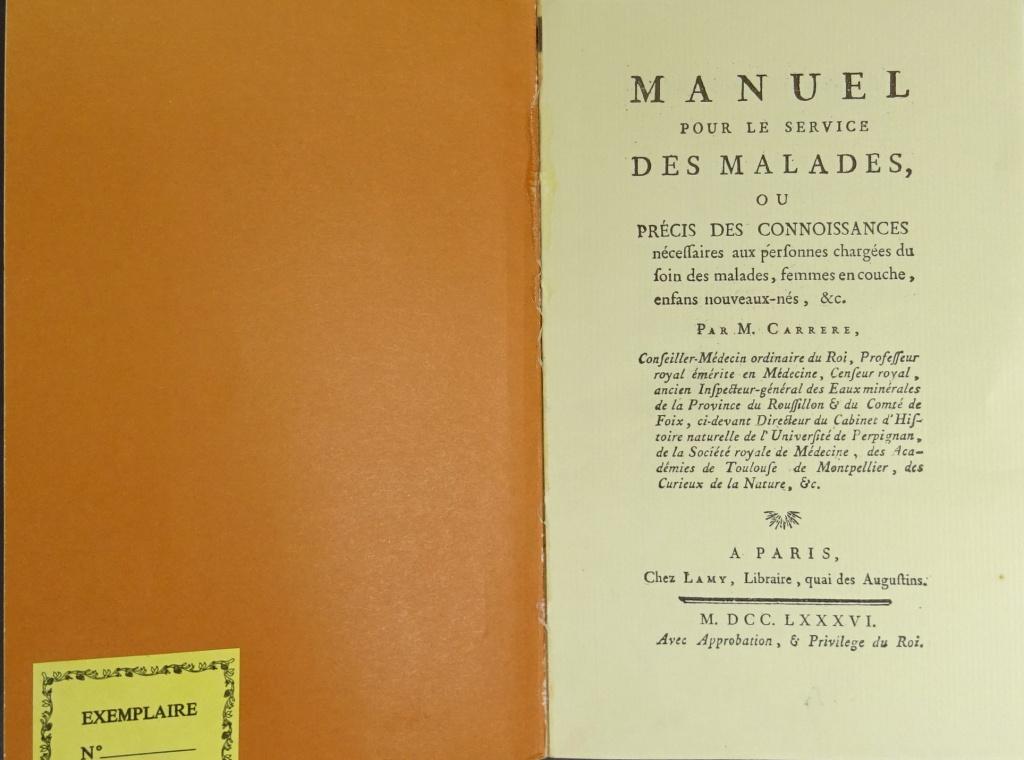 EXEMPLAIRE
N°
MANUEL
POUR LE SERVICE
DES MALADES,
OU
PRÉCIS DES CONNOISSANCES
néceſſaires aux perſonnes chargées du
ſoin des malades, femmes en couche,
enfans nouveaux-nés, &c.
PAR M. CARRERE,
Conſeiller-Médecin ordinaire du Roi, Profeſſeur
royal émérite en Médecine, Cenſeur royal,
ancien Inſpecteur-général des Eaux minérales
de la Province du Rouſſillon & du Comté de
Foix, ci-devant Directeur du Cabinet d'Hiſ-
toire naturelle de l'Univerſité de Perpignan,
de la Société royale de Médecine, des Aca-
démies de Toulouſe de Montpellier, des
Curieux de la Nature, &c.
A PARIS,
Chez LAMY, Libraire, quai des Auguſtins.
M. DCC. LXXXVI.
Avec Approbation, & Privilege du Roi.